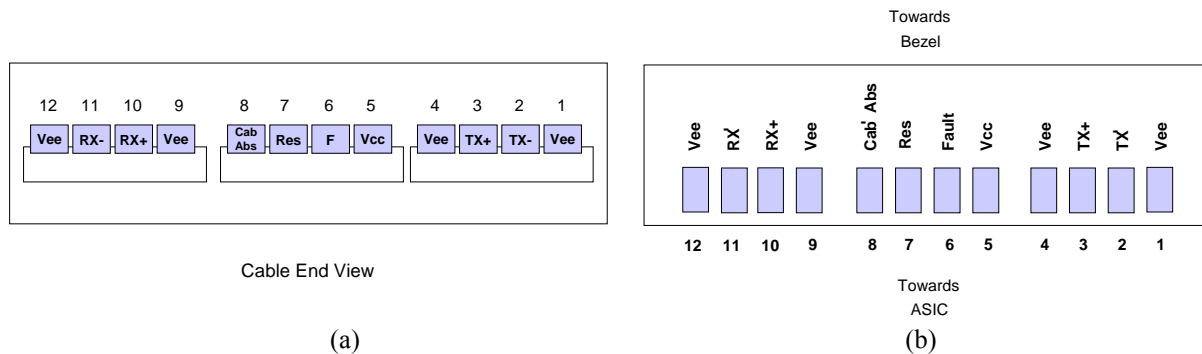 12 11 10 9 8 7 6 5 4 3 2 1
Vee RX- RX+ Vee Cab Abs Res F Vcc Vee TX+ TX- Vee
Cable End View
(a)
Towards
Bezel
Vee RX' RX+ Vee Cab' Abs Res Fault Vcc Vee TX+ TX' Vee
12 11 10 9 8 7 6 5 4 3 2 1
Towards
ASIC
(b)